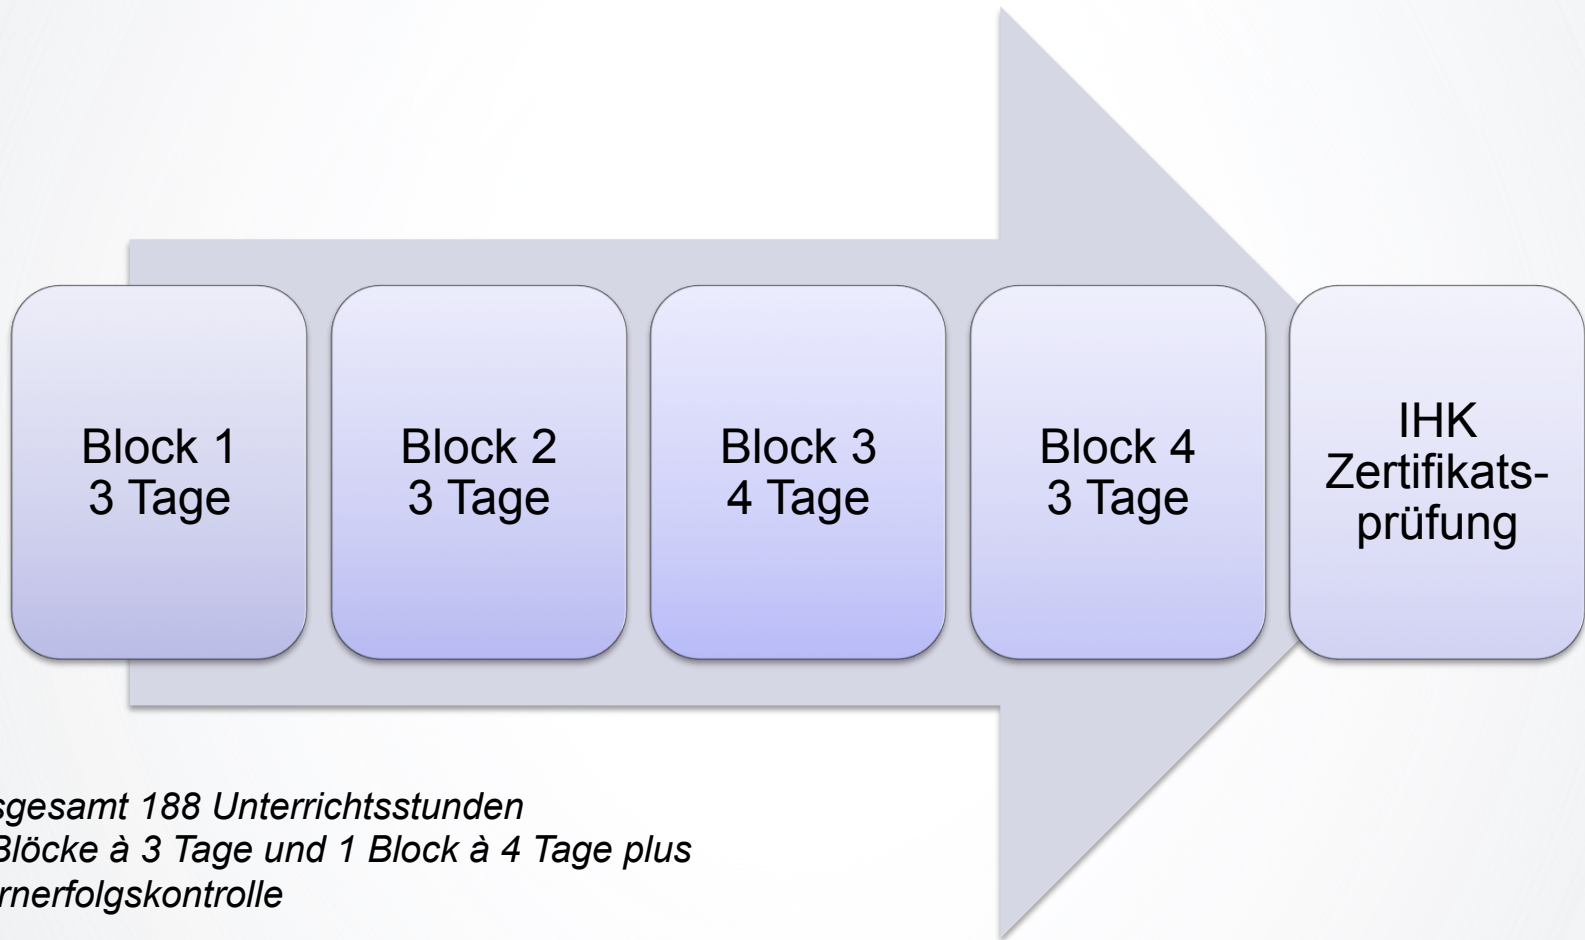 Block 1
3 Tage
Block 2
3 Tage
Block 3
4 Tage
Block 4
3 Tage
IHK
Zertifikats-
prüfung
sgesamt 188 Unterrichtsstunden
Blöcke à 3 Tage und 1 Block à 4 Tage plus
rnerfolgskontrolle